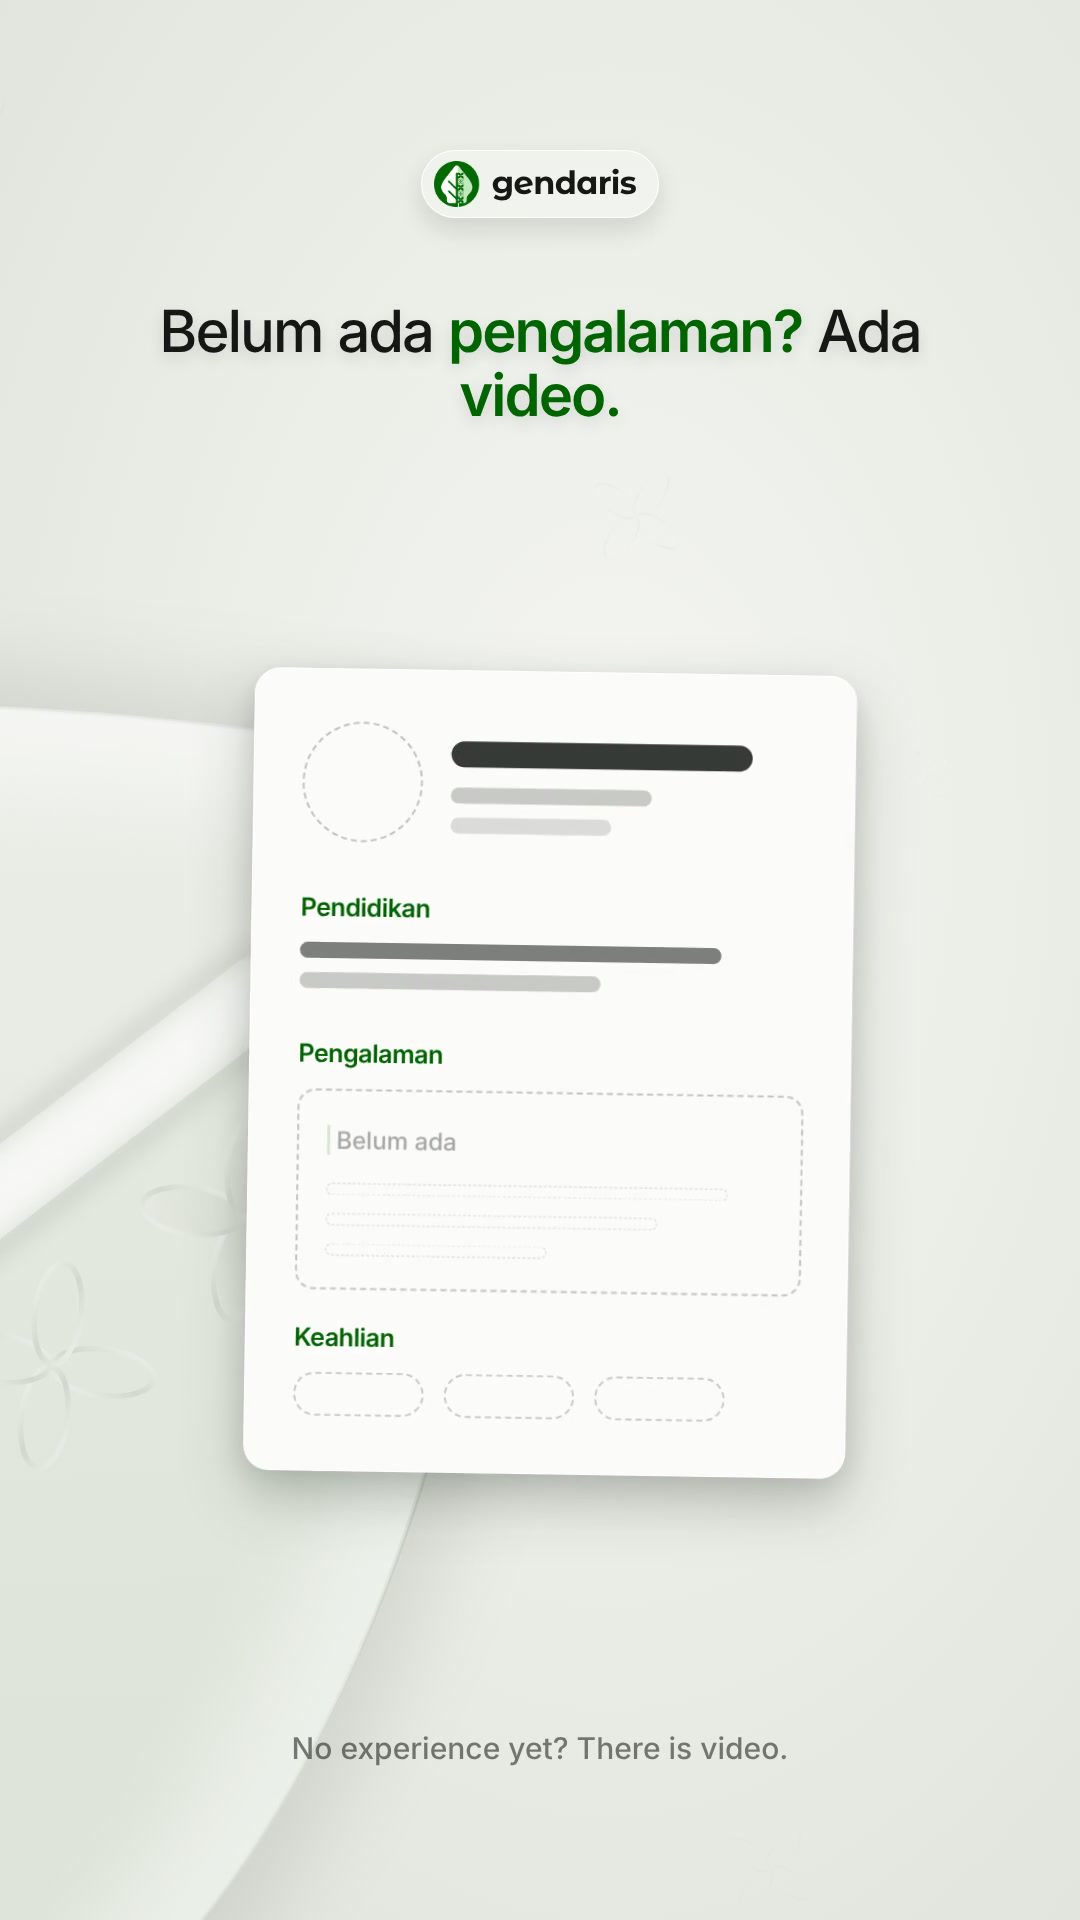 gendaris
Belum ada pengalaman? Ada
video.
Pendidikan
Pengalaman
Belum ada
Keahlian
No experience yet? There is video.